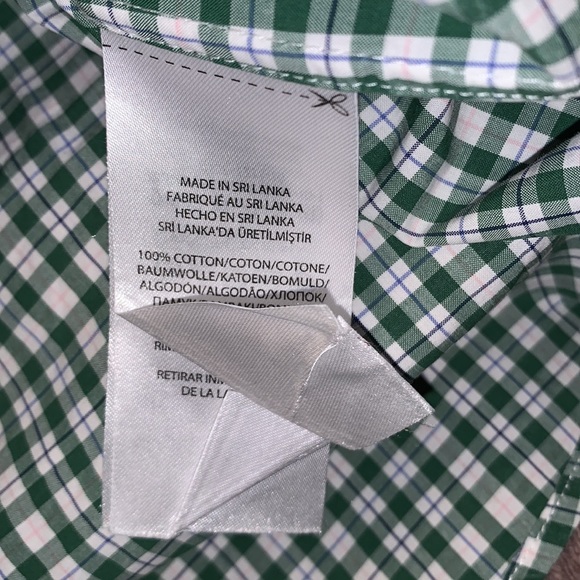 MADE IN SRI LANKA
FABRIQUÉ AU SRI LANKA
HECHO EN SRI LANKA
SRİ LANKA'DA ÜRETİLMİŞTİR
100% COTTON/COTON/COTONE/
BAUMWOLLE/KATOEN/BOMULD/
ALGODÓN/ALGODÃO/ХЛОПОК/
RETIRAR
DE LA